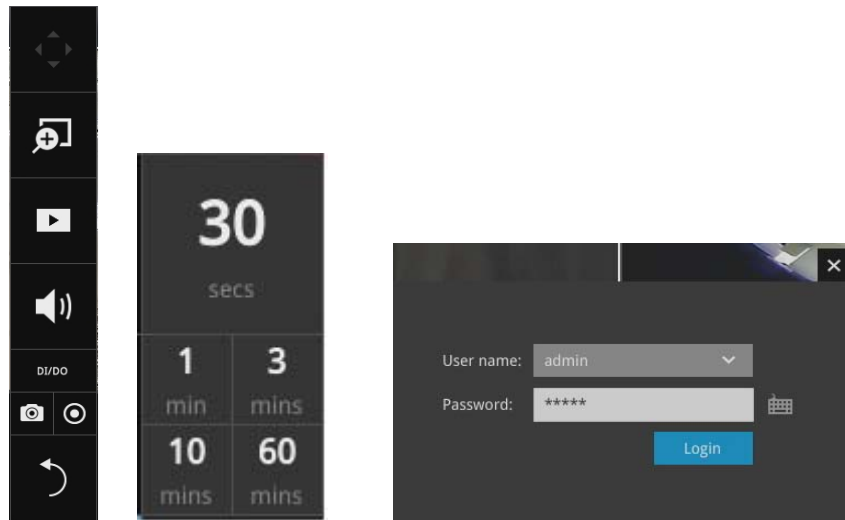 DI/DO
30
secs
1 3
min mins
10 60
mins mins
User name: admin
Password: *****
Login